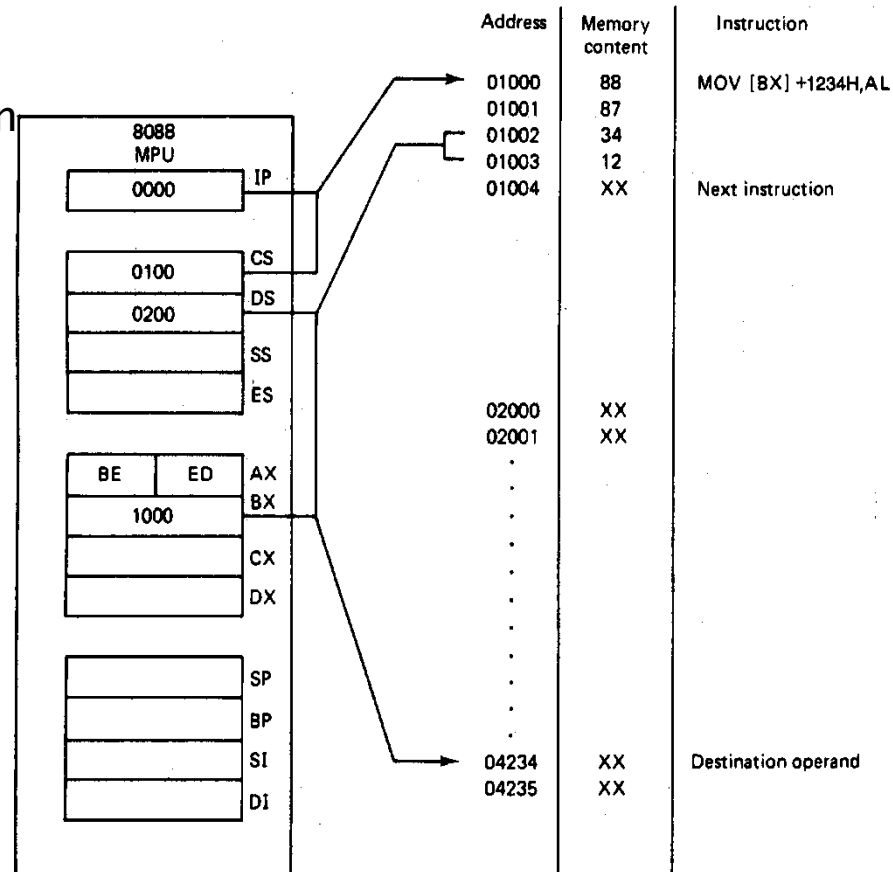 n
8088
MPU
0000 IP
0100 CS
0200 DS
SS
ES
BE ED AX
1000 BX
CX
DX
SP
BP
SI
DI
Address Memory content Instruction
01000 88 MOV [BX] +1234H,AL
01001 87
01002 34
01003 12
01004 XX Next instruction
02000 XX
02001 XX
04234 XX Destination operand
04235 XX